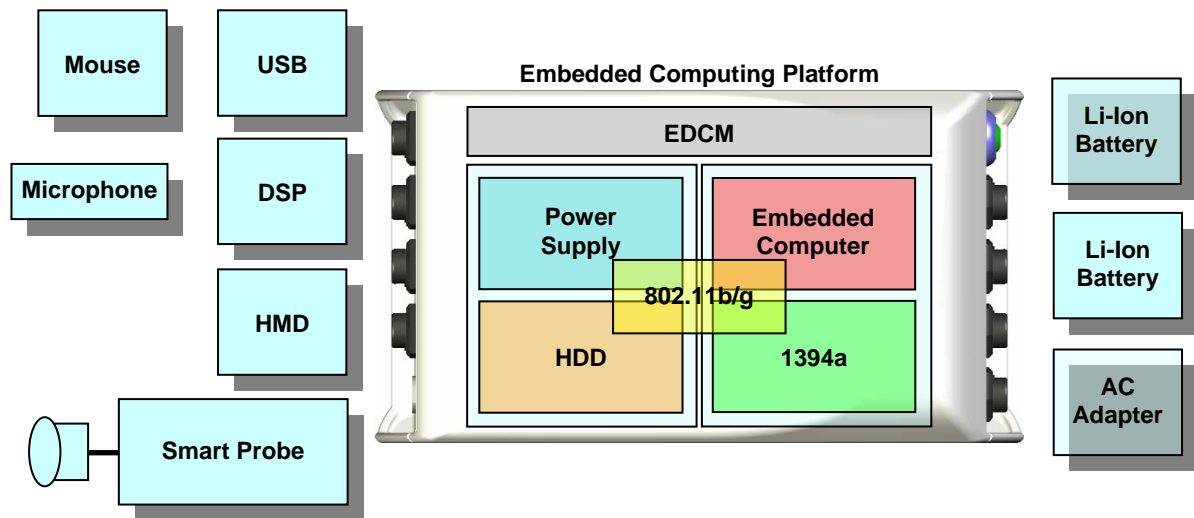 Mouse
USB
Embedded Computing Platform
EDCM
Li-Ion
Battery
Microphone
DSP
Power
Supply
Embedded
Computer
Li-Ion
Battery
802.11b/g
HMD
HDD
1394a
AC
Adapter
Smart Probe